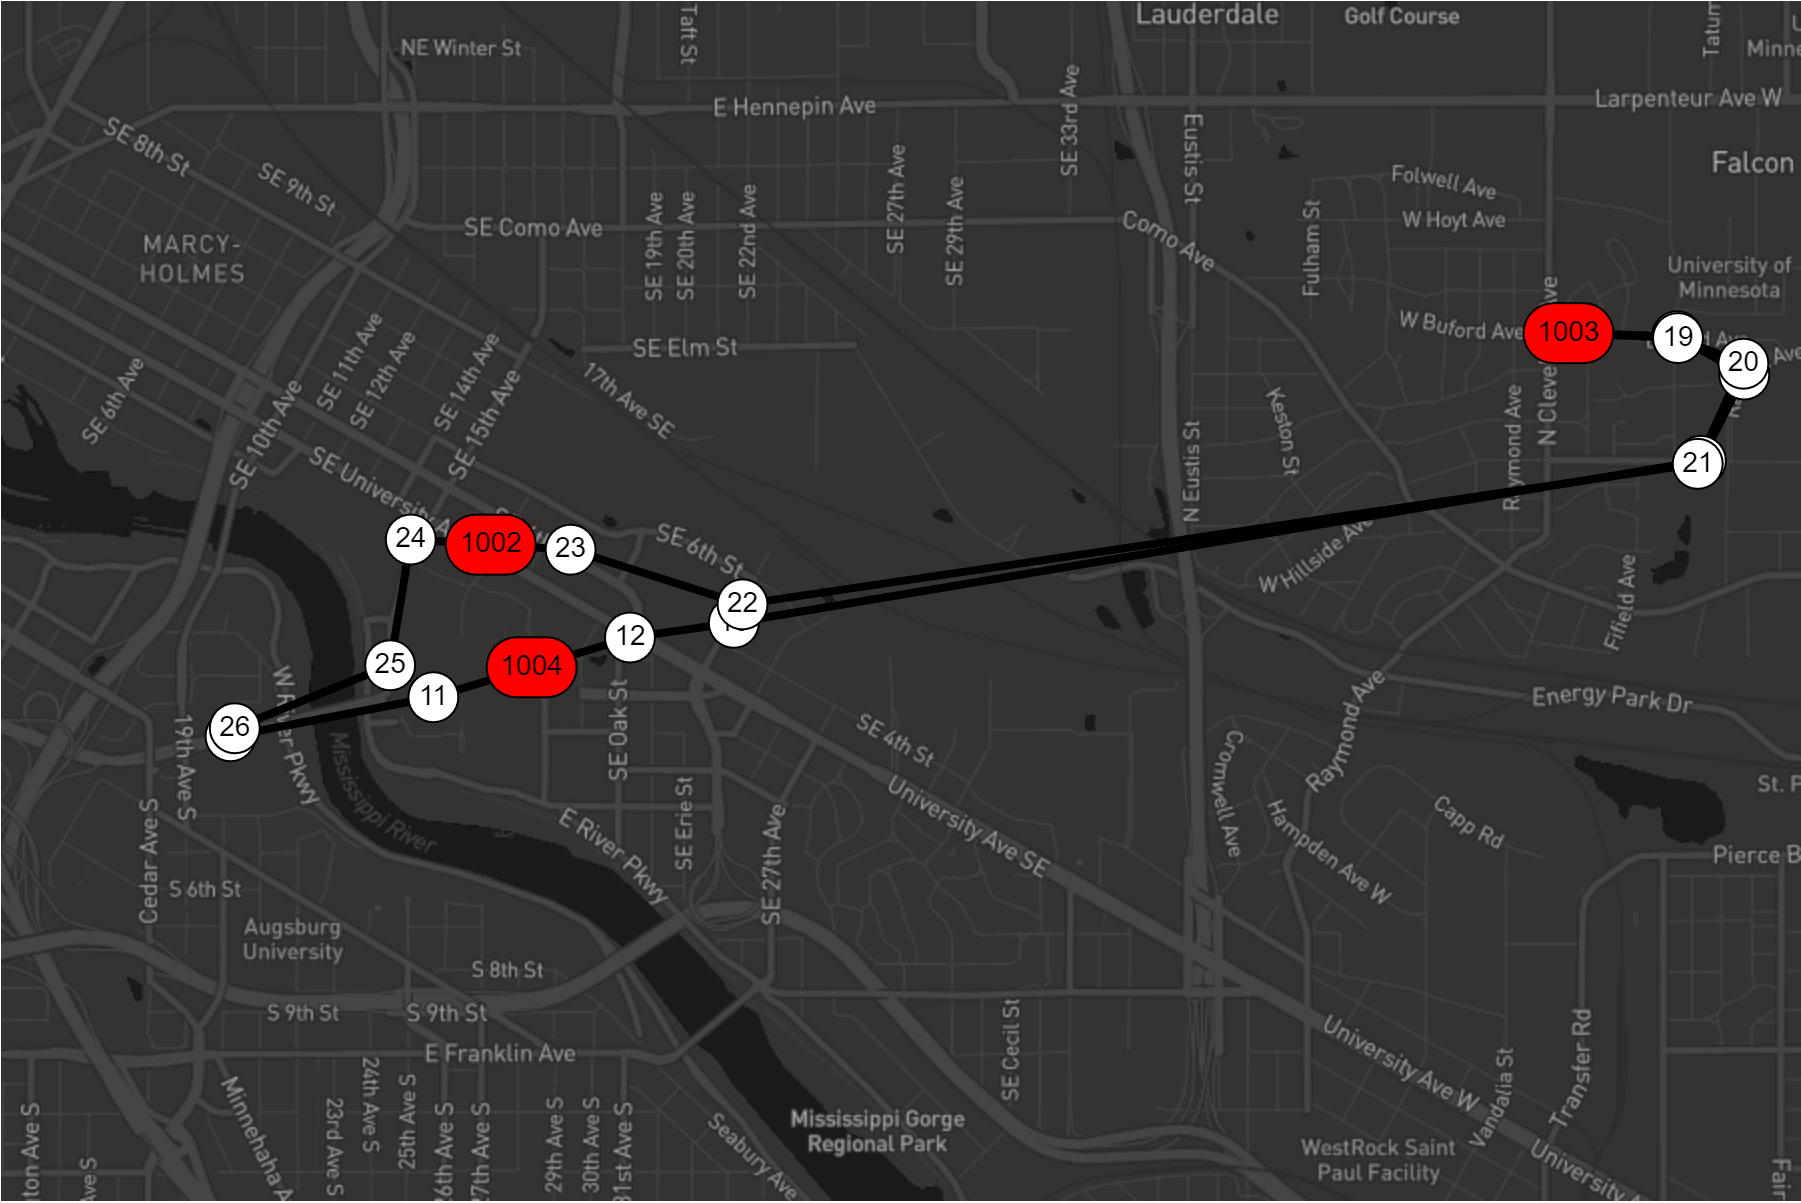 Lauderdale
Golf Course
Tatum
Taft St
NE Winter St
Minne
E Hennepin Ave
Larpenteur Ave W
SE 33rd Ave
Eustis St
SE 8th St
SE 9th St
Falcon
Folwell Ave
W Hoyt Ave
SE 27th Ave
SE 29th Ave
SE 19th Ave
SE 20th Ave
SE 22nd Ave
SE Como Ave
Como Ave
Fulham St
MARCY-
HOLMES
University of
Minnesota
W Buford Ave
1003
19
20
SE Elm St
SE 11th Ave
SE 12th Ave
SE 14th Ave
SE 15th Ave
17th Ave SE
SE 6th Ave
SE 10th Ave
Keston St
Raymond Ave
N Cleve
Ave
N Eustis St
21
SE University A
24
1002
23
SE 6th St
W Hillside Ave
Fifield Ave
22
12
25
1004
11
26
W River Pkwy
19th Ave S
Mississippi River
SE Oak St
SE 4th St
Energy Park Dr
Raymond Ave
Cromwell Ave
St. P
SE Erie St
University Ave SE
Hampden Ave W
Capp Rd
Cedar Ave S
E River Pkwy
SE 27th Ave
Pierce B
S 6th St
Augsburg
University
S 8th St
S 9th St
S 9th St
E Franklin Ave
SE Cecil St
University Ave W
Vandalia St
Transfer Rd
Minnehaha A
24th Ave S
23rd Ave S
25th Ave S
26th Ave S
27th Ave S
29th Ave S
30th Ave S
31st Ave S
Seabury Ave
Mississippi Gorge
Regional Park
WestRock Saint
Paul Facility
University
Fair
gton Ave S
Ave S